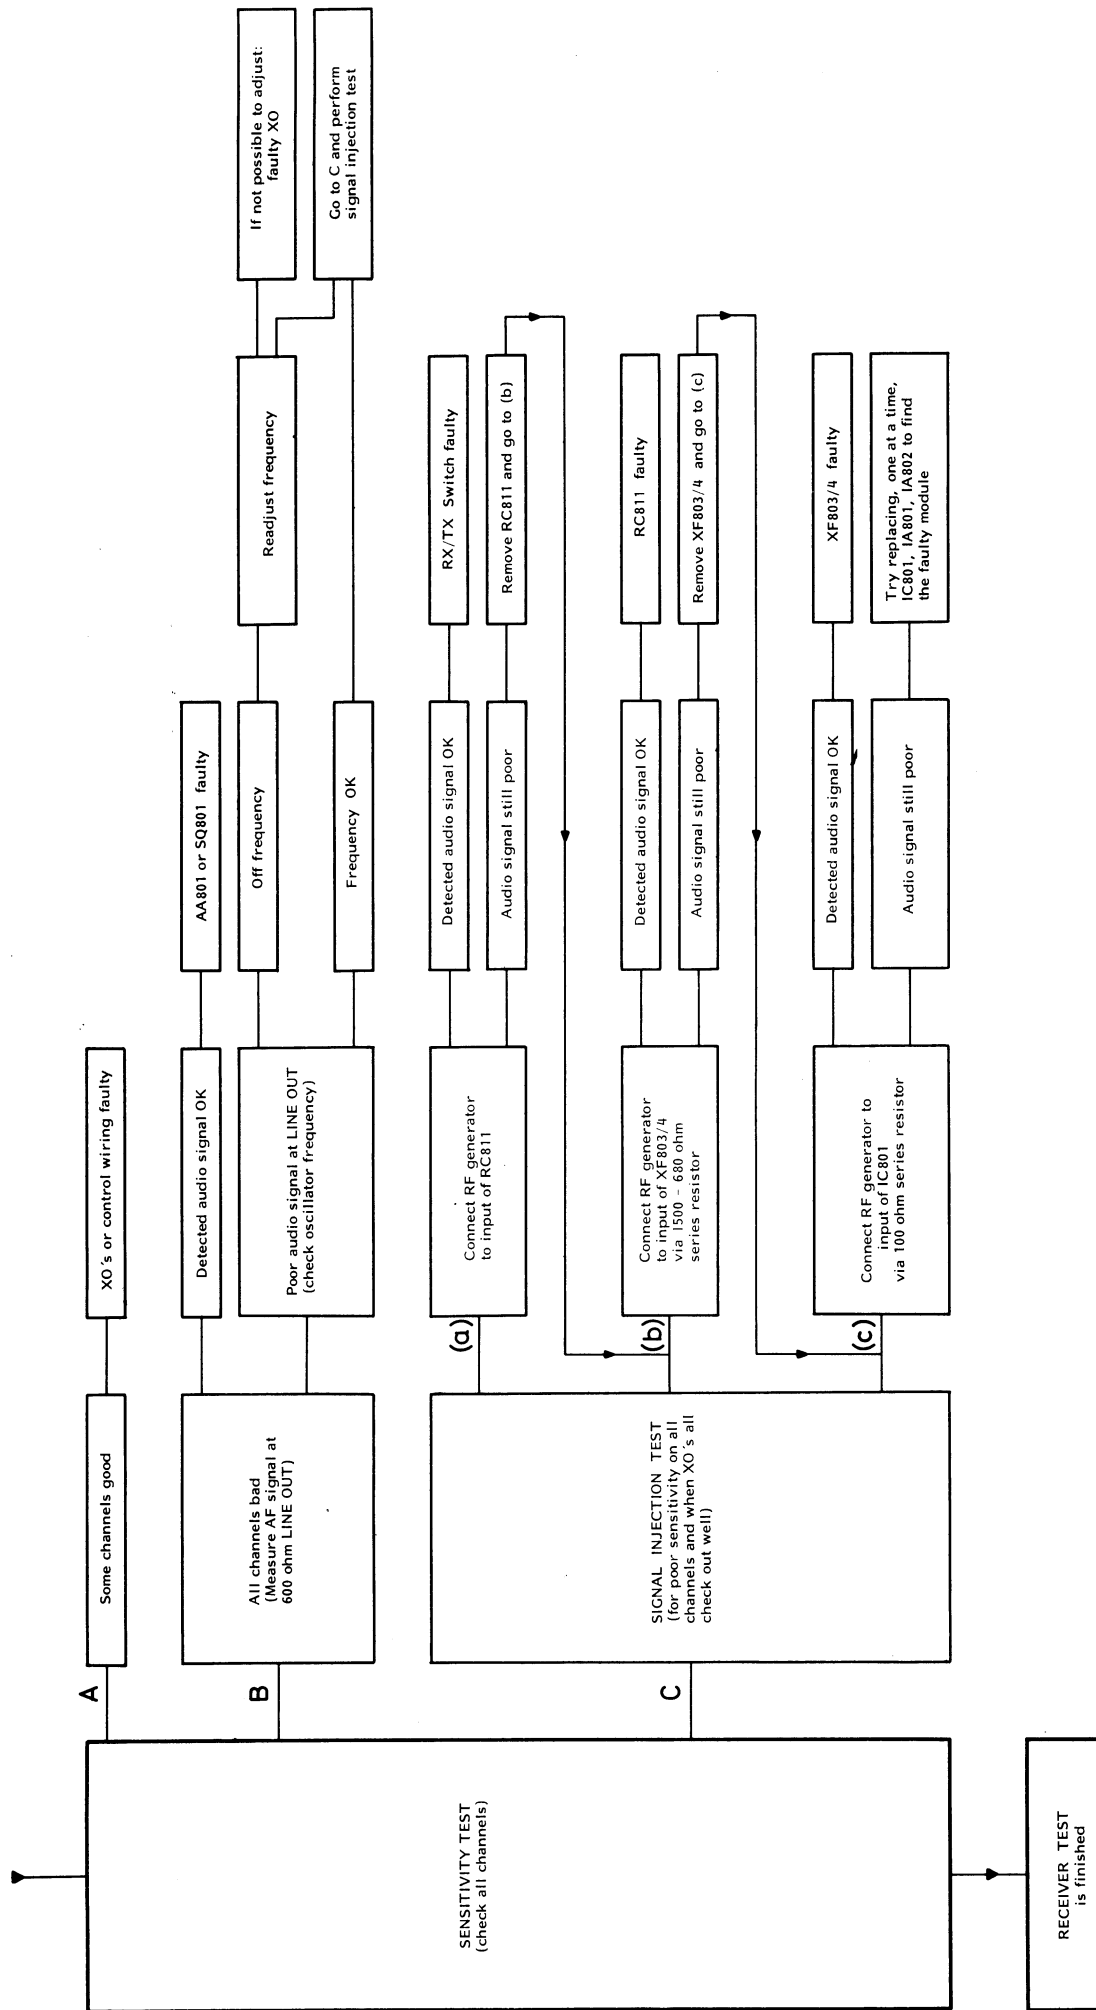 SENSITIVITY TEST
(check all channels)
RECEIVER TEST
is finished
A
Some channels good
XO's or control wiring faulty
B
All channels bad
(Measure AF signal at
600 ohm LINE OUT)
Detected audio signal OK
AA801 or SQ801 faulty
Poor audio signal at LINE OUT
(check oscillator frequency)
Off frequency
Readjust frequency
If not possible to adjust:
faulty XO
Go to C and perform
signal injection test
Frequency OK
C
SIGNAL INJECTION TEST
(for poor sensitivity on all
channels and when XO's all
check out well)
(a)
Connect RF generator
to input of RC811
Detected audio signal OK
RX/TX Switch faulty
Audio signal still poor
Remove RC811 and go to (b)
(b)
Connect RF generator
to input of XF803/4
via 1500 - 680 ohm
series resistor
Detected audio signal OK
RC811 faulty
Audio signal still poor
Remove XF803/4 and go to (c)
(c)
Connect RF generator to
input of IC801
via 100 ohm series resistor
Detected audio signal OK
XF803/4 faulty
Audio signal still poor
Try replacing, one at a time,
IC801, IA801, IA802 to find
the faulty module